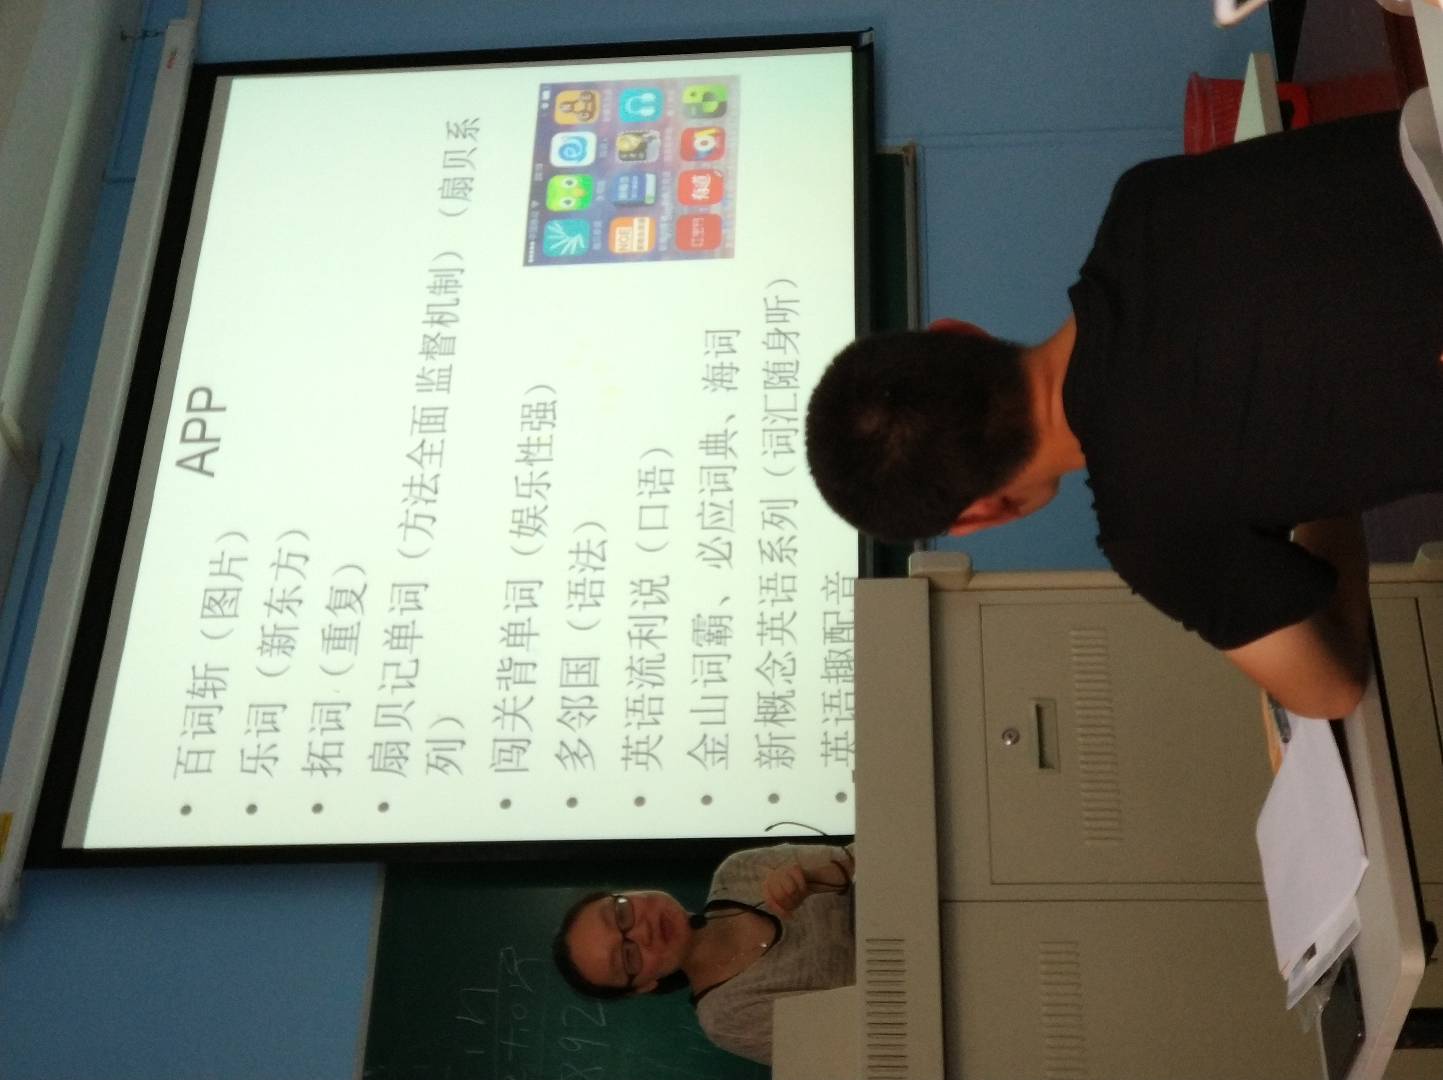 APP
百词斩（图片）
乐词（新东方）
拓词（重复）
扇贝记单词（方法全面 监督机制）（扇贝系
列）
闯关背单词（娱乐性强）
多邻国（语法）
英语流利说（口语）
金山词霸、必应词典、海词
新概念英语系列（词汇随身听）
英语趣配音
NCE
红宝书
有道
892